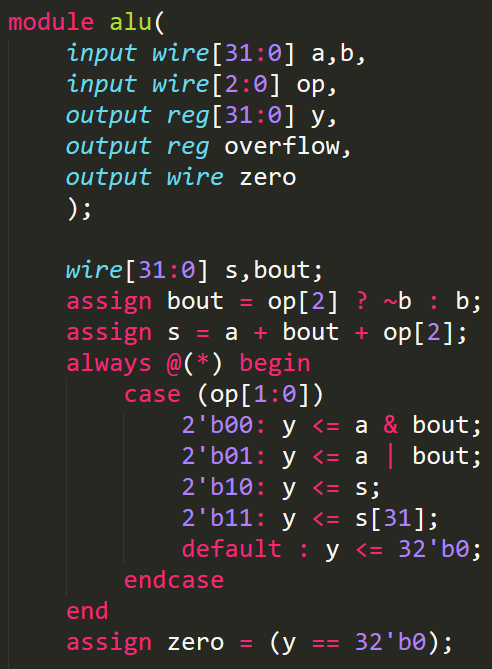 module alu(
    input wire[31:0] a,b,
    input wire[2:0] op,
    output reg[31:0] y,
    output reg overflow,
    output wire zero
    );

    wire[31:0] s,bout;
    assign bout = op[2] ? ~b : b;
    assign s = a + bout + op[2];
    always @(*) begin
        case (op[1:0])
            2'b00: y <= a & bout;
            2'b01: y <= a | bout;
            2'b10: y <= s;
            2'b11: y <= s[31];
            default : y <= 32'b0;
        endcase
    end
    assign zero = (y == 32'b0);